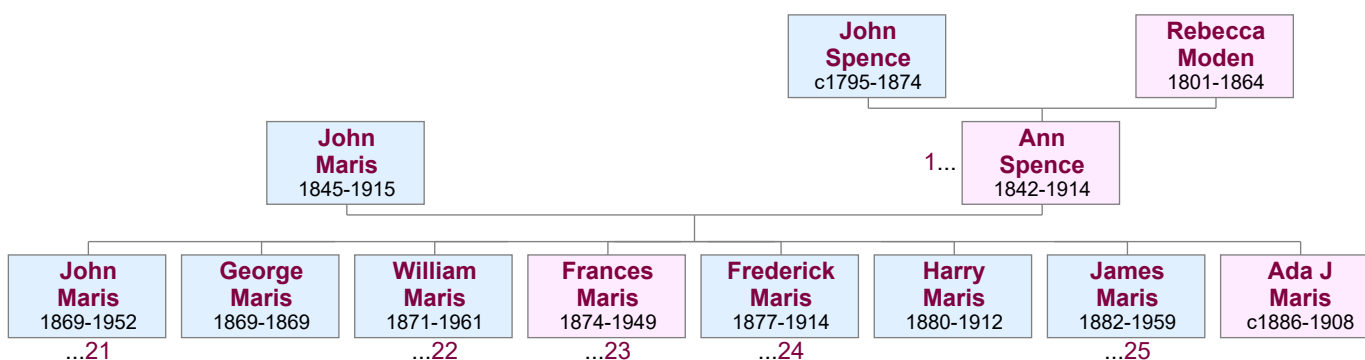 John
Spence
c1795-1874
Rebecca
Moden
1801-1864
John
Maris
1845-1915
1...
Ann
Spence
1842-1914
John
Maris
1869-1952
...21
George
Maris
1869-1869
William
Maris
1871-1961
...22
Frances
Maris
1874-1949
...23
Frederick
Maris
1877-1914
...24
Harry
Maris
1880-1912
James
Maris
1882-1959
...25
Ada J
Maris
c1886-1908